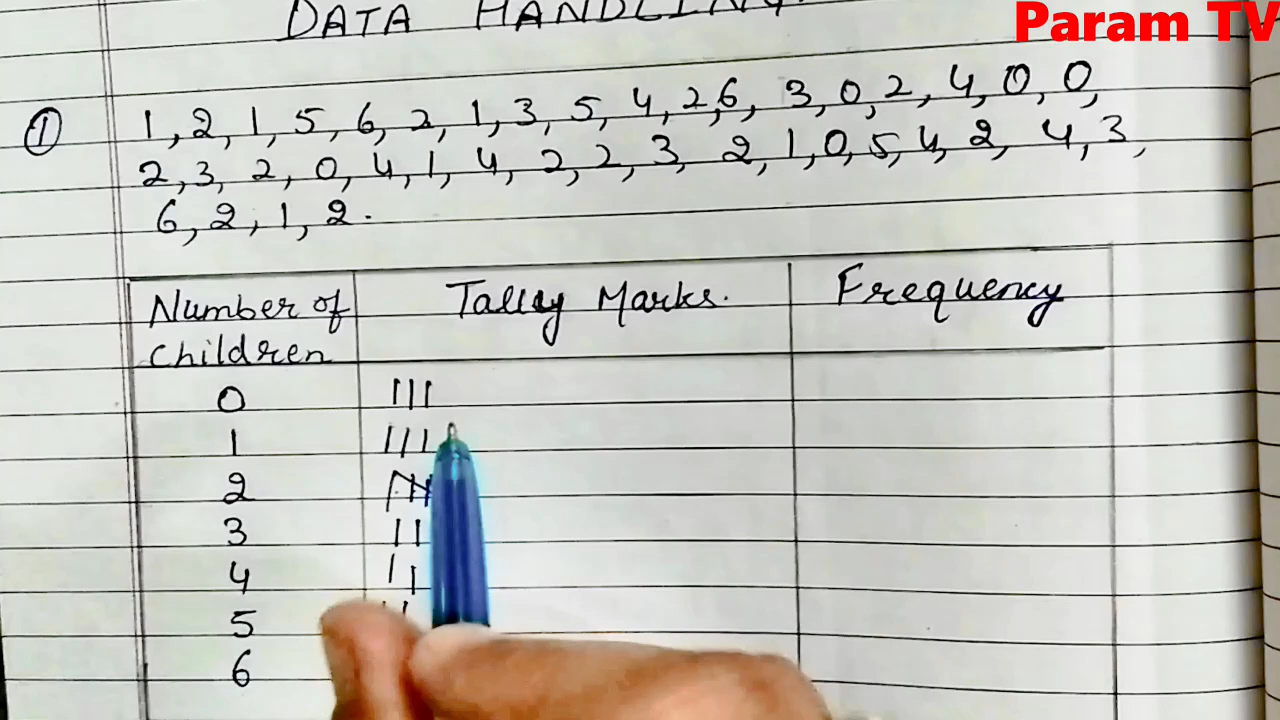 Param TV
DATA HANDLING.
① 1, 2, 1, 5, 6, 2, 1, 3, 5, 4, 2, 6, 3, 0, 2, 4, 0, 0,
2, 3, 2, 0, 4, 1, 4, 2, 2, 3, 2, 1, 0, 5, 4, 2, 4, 3,
6, 2, 1, 2.
Number of children Tally Marks. Frequency
0 |||
1 |||
2
3 ||
4 ||
5
6